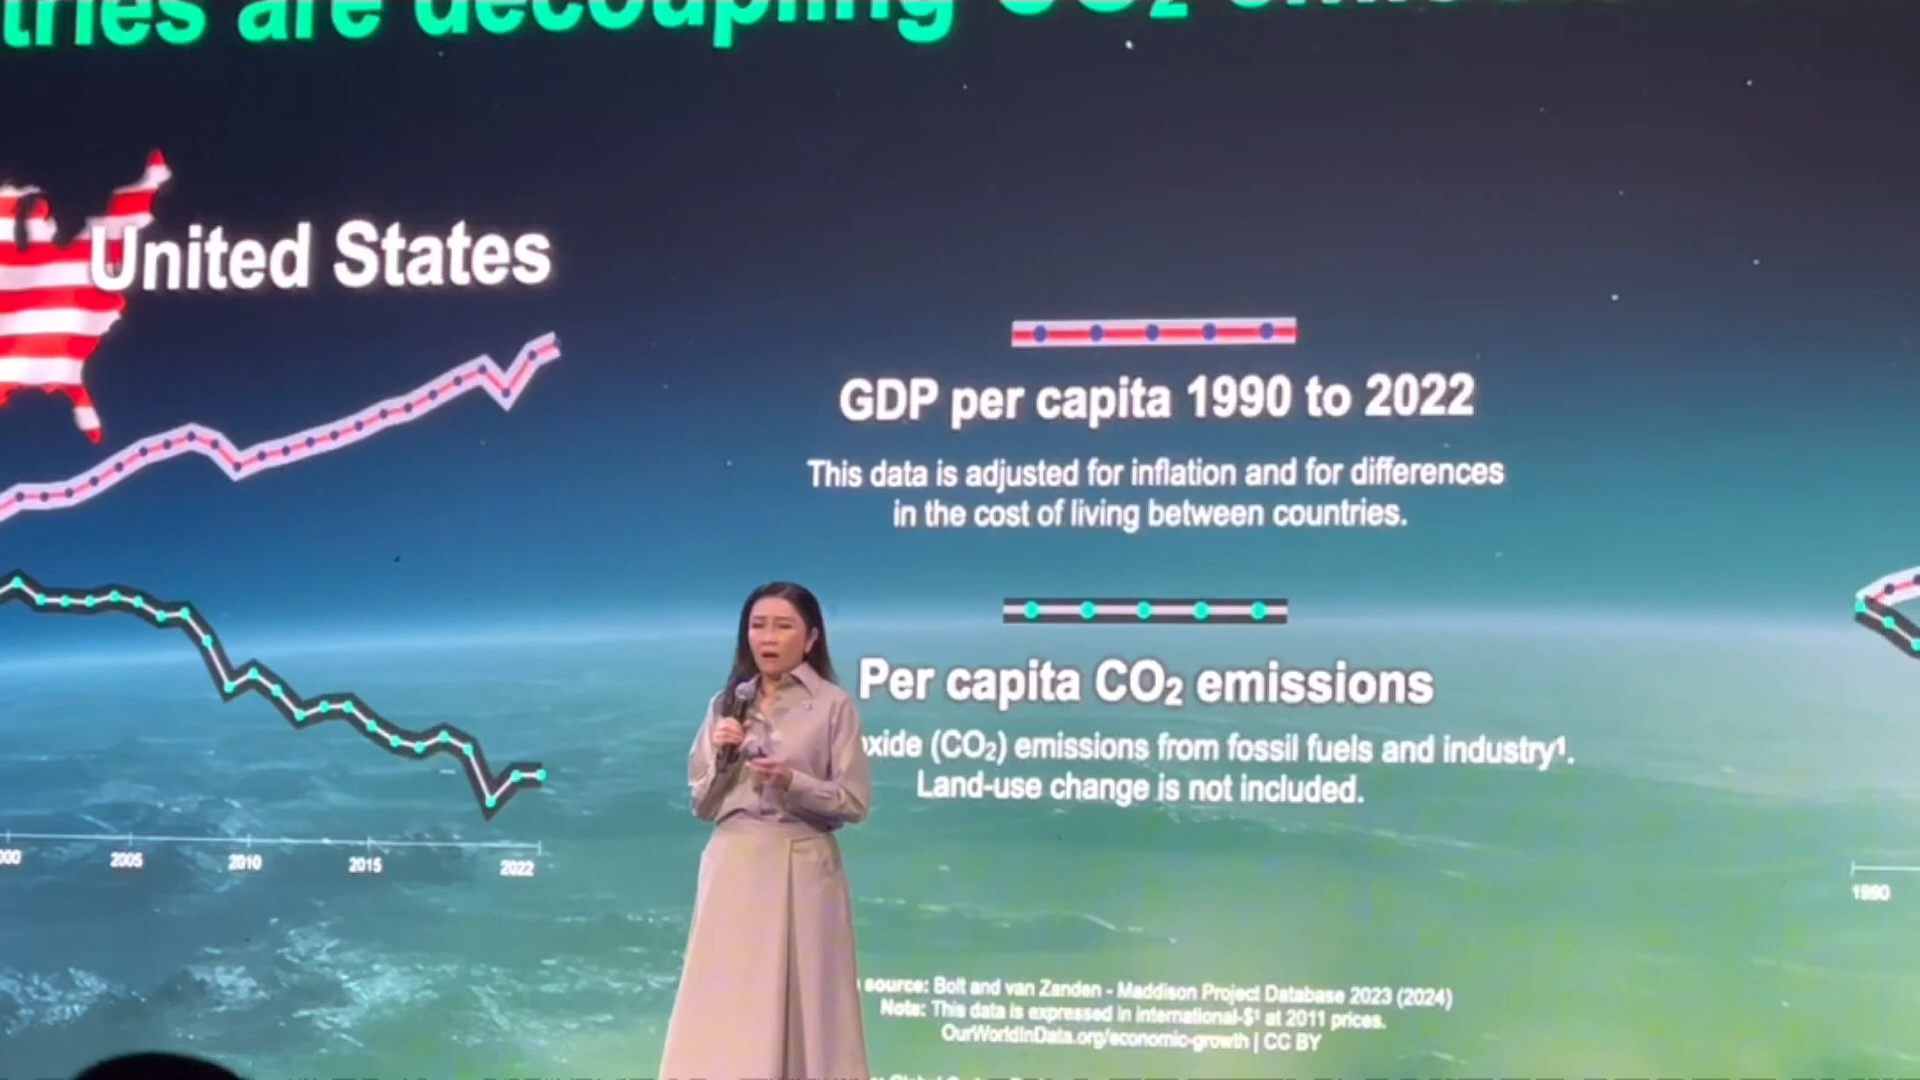 are decoupling CO₂
United States
GDP per capita 1990 to 2022
This data is adjusted for inflation and for differences
in the cost of living between countries.
Per capita CO₂ emissions
(CO₂) emissions from fossil fuels and industry¹.
Land-use change is not included.
2005 2010 2015 2022
1990
source: Bolt and van Zanden - Maddison Project Database 2023 (2024)
Note: This data is expressed in international-$¹ at 2011 prices.
OurWorldInData.org/economic-growth | CC BY